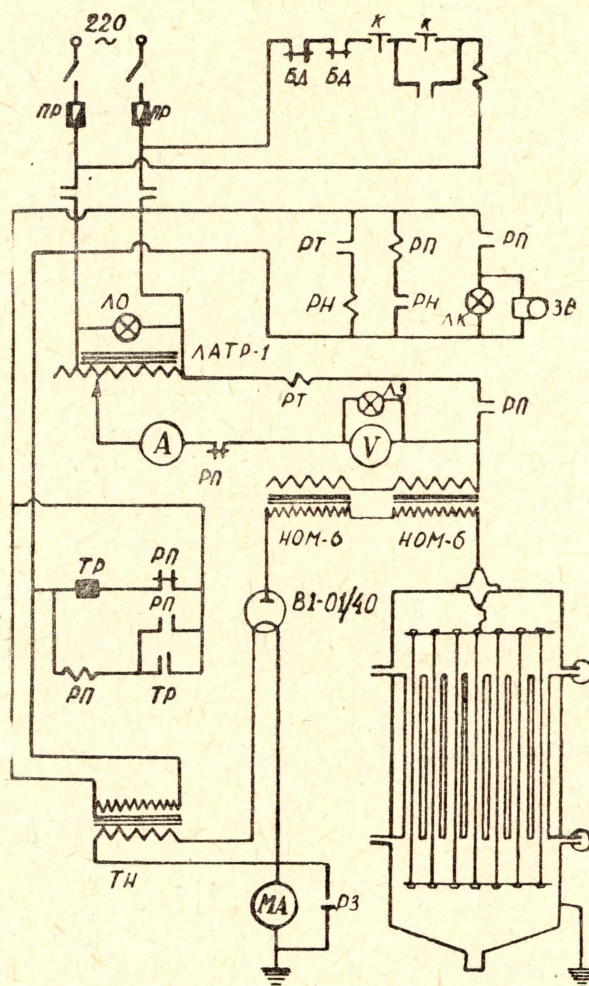 220
~
К К
БД БД
ПР ПР
РТ РП РП
РН РН ЛК ЗВ
ЛО
ЛАТР-1
РТ
РП
A V
РП
НОМ-6 НОМ-6
ТР РП
В1-01/40
РП
РП ТР
ТН
MA
РЗ